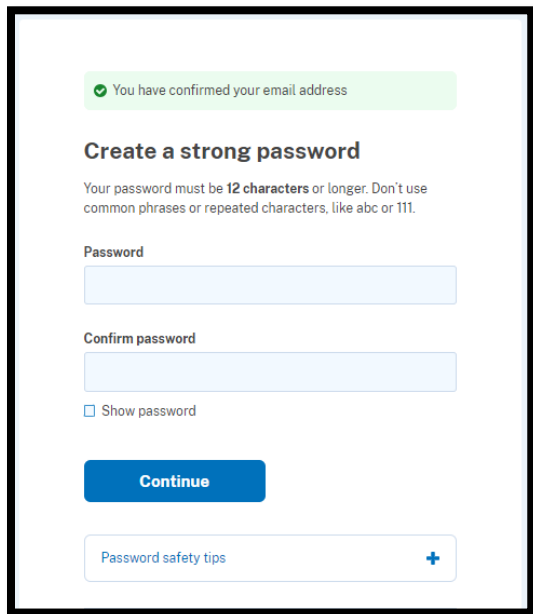 You have confirmed your email address
Create a strong password
Your password must be 12 characters or longer. Don't use
common phrases or repeated characters, like abc or 111.
Password
Confirm password
Show password
Continue
Password safety tips